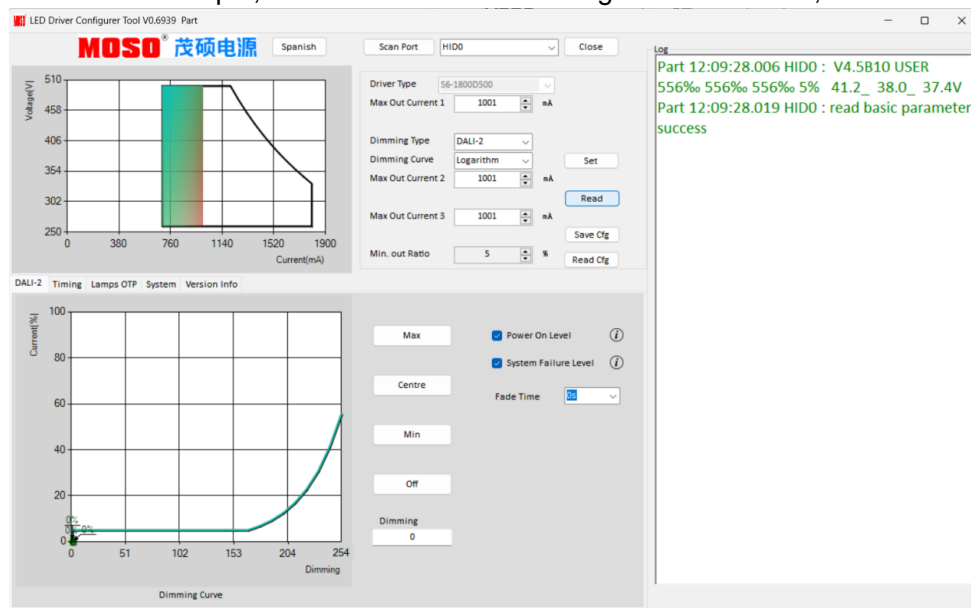 LED Driver Configurer Tool V0.6939 Part
MOSO® 茂硕电源
Spanish
Scan Port
HID0
Close
Voltage(V)
510
458
406
354
302
250
0 380 760 1140 1520 1900
Current(mA)
Driver Type S6-1800D500
Max Out Current 1 1001 mA
Dimming Type DALI-2
Dimming Curve Logarithm Set
Max Out Current 2 1001 mA
Read
Max Out Current 3 1001 mA
Save Cfg
Min. out Ratio 5 % Read Cfg
DALI-2 Timing Lamps OTP System Version Info
Current(%)
100
80
60
40
20
0
0%
0% 0%
0 51 102 153 204 254
Dimming
Dimming Curve
Max
Centre
Min
Off
Dimming
0
Power On Level
System Failure Level
Fade Time 0s
Log
Part 12:09:28.006 HID0 : V4.5B10 USER
556‰ 556‰ 556‰ 5% 41.2_ 38.0_ 37.4V
Part 12:09:28.019 HID0 : read basic parameter
success